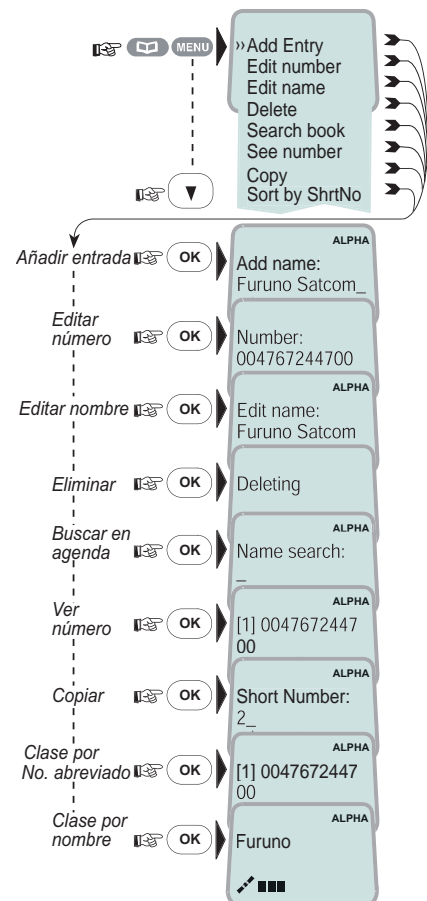 MENU
»Add Entry
Edit number
Edit name
Delete
Search book
See number
Copy
Sort by ShrtNo
Añadir entrada OK
ALPHA
Add name:
Furuno Satcom_
Editar
número OK
Number:
004767244700
Editar nombre OK
ALPHA
Edit name:
Furuno Satcom
Eliminar OK
Deleting
Buscar en
agenda OK
ALPHA
Name search:
_
Ver
número OK
ALPHA
[1] 0047672447
00
Copiar OK
ALPHA
Short Number:
2_
Clase por
No. abreviado OK
ALPHA
[1] 0047672447
00
Clase por
nombre OK
ALPHA
Furuno